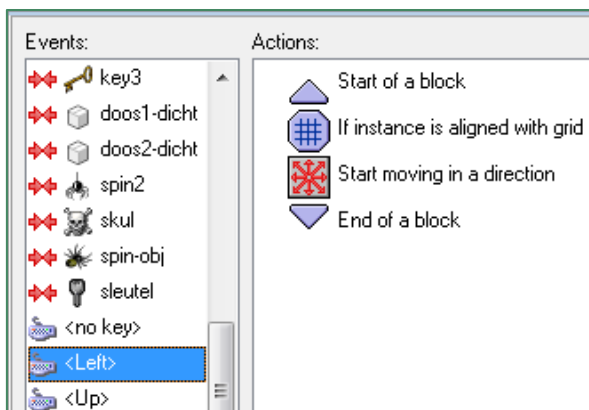 Events:
key3
doos1-dicht
doos2-dicht
spin2
skul
spin-obj
sleutel
<no key>
<Left>
<Up>
Actions:
Start of a block
If instance is aligned with grid
Start moving in a direction
End of a block